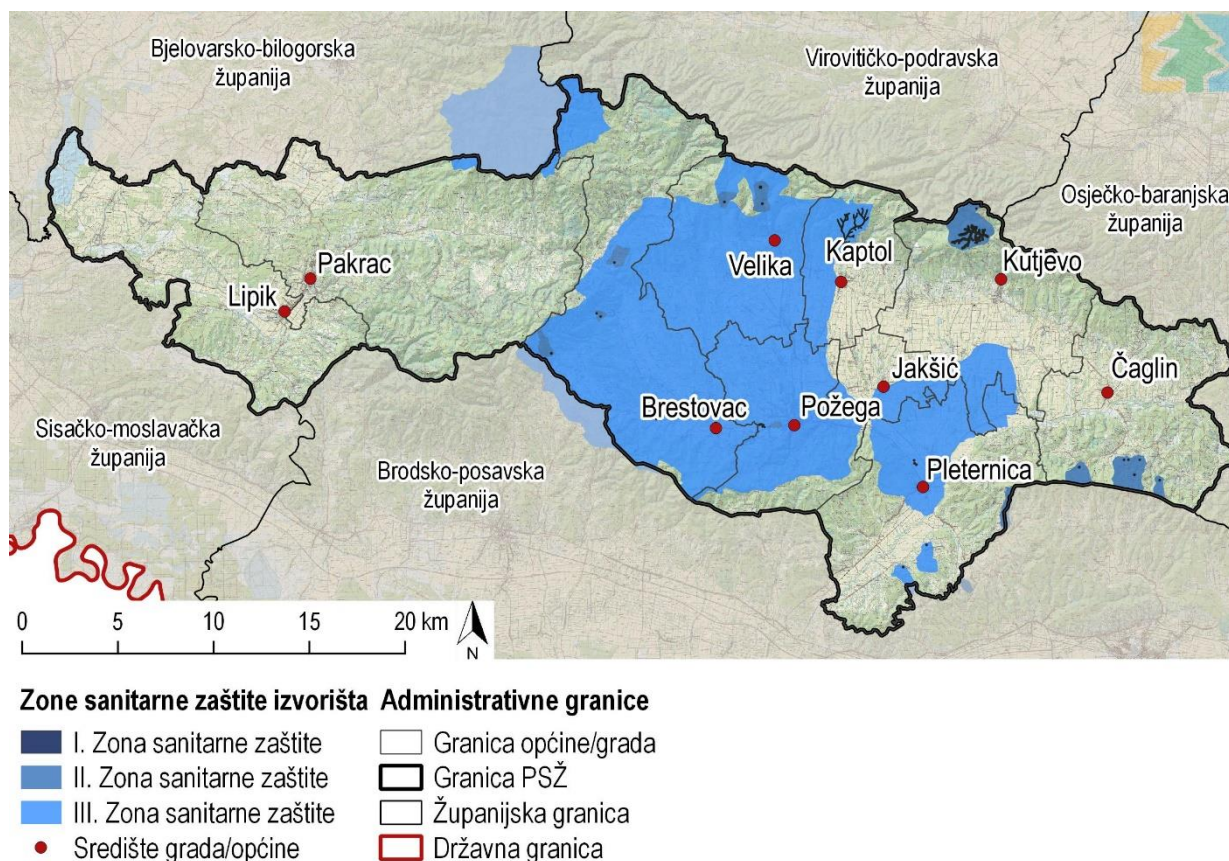 Bjelovarsko-bilogorska
županija
Virovitičko-podravska
županija
Osječko-baranjska
županija
Pakrac
Lipik
Velika
Kaptol
Kutjevo
Jakšić
Čaglin
Brestovac
Požega
Pleternica
Sisačko-moslavačka
županija
Brodsko-posavska
županija
0 5 10 15 20 km
N
Zone sanitarne zaštite izvorišta
I. Zona sanitarne zaštite
II. Zona sanitarne zaštite
III. Zona sanitarne zaštite
Središte grada/općine
Administrativne granice
Granica općine/grada
Granica PSŽ
Županijska granica
Državna granica